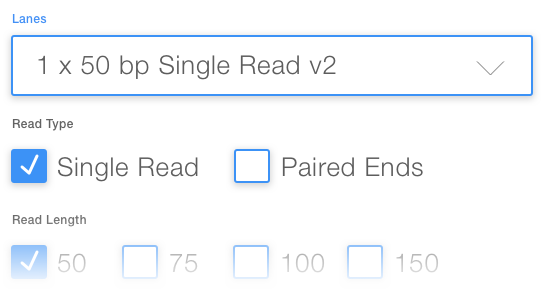 Lanes
1 x 50 bp Single Read v2
Read Type
Single Read Paired Ends
Read Length
50 75 100 150